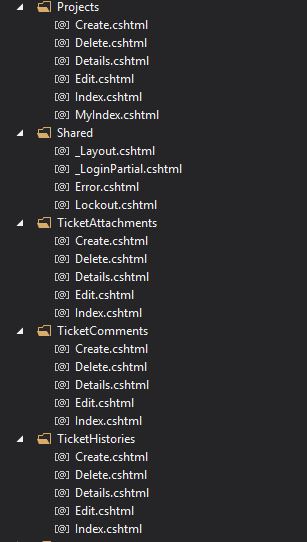 Projects
[@] Create.cshtml
[@] Delete.cshtml
[@] Details.cshtml
[@] Edit.cshtml
[@] Index.cshtml
[@] MyIndex.cshtml
Shared
[@] _Layout.cshtml
[@] _LoginPartial.cshtml
[@] Error.cshtml
[@] Lockout.cshtml
TicketAttachments
[@] Create.cshtml
[@] Delete.cshtml
[@] Details.cshtml
[@] Edit.cshtml
[@] Index.cshtml
TicketComments
[@] Create.cshtml
[@] Delete.cshtml
[@] Details.cshtml
[@] Edit.cshtml
[@] Index.cshtml
TicketHistories
[@] Create.cshtml
[@] Delete.cshtml
[@] Details.cshtml
[@] Edit.cshtml
[@] Index.cshtml